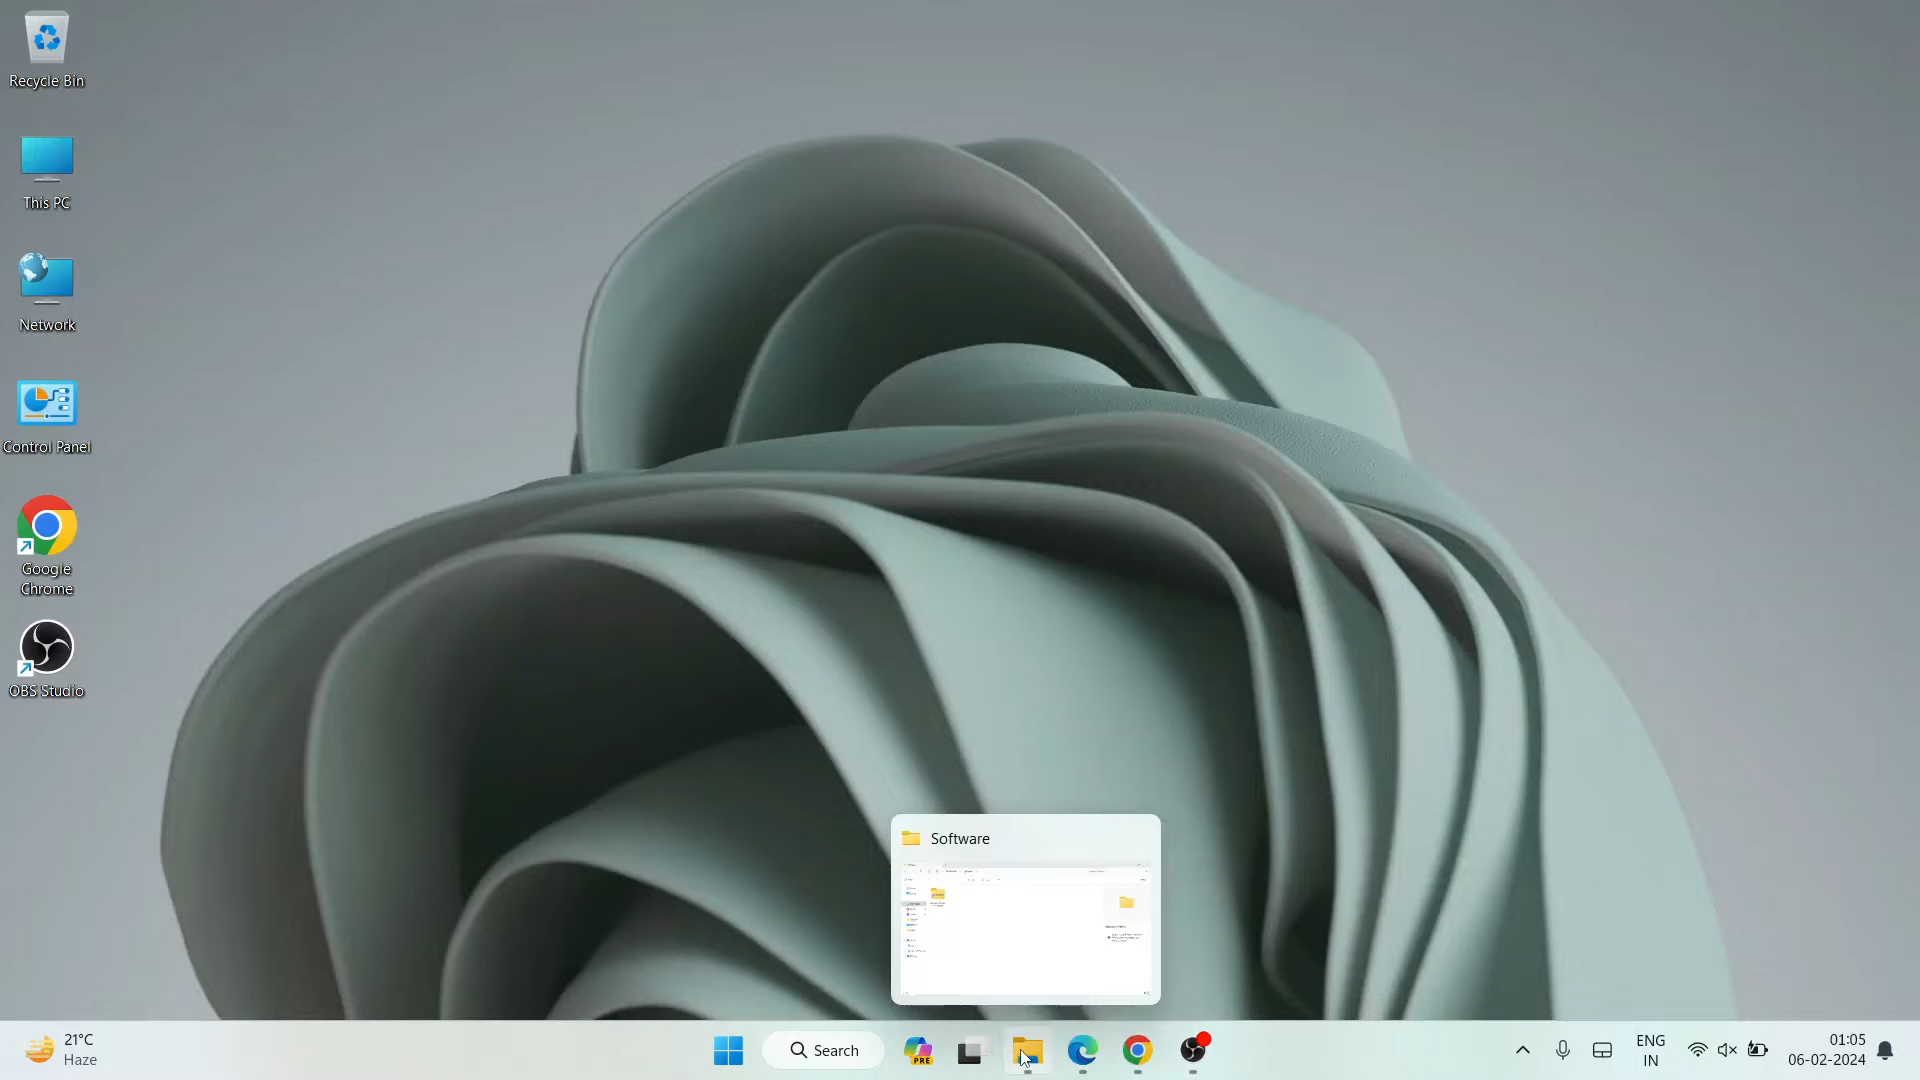 Recycle Bin
This PC
Network
Control Panel
Google
Chrome
OBS Studio
Software
21°C
Haze
PRE
Search
ENG
IN
01:05
06-02-2024